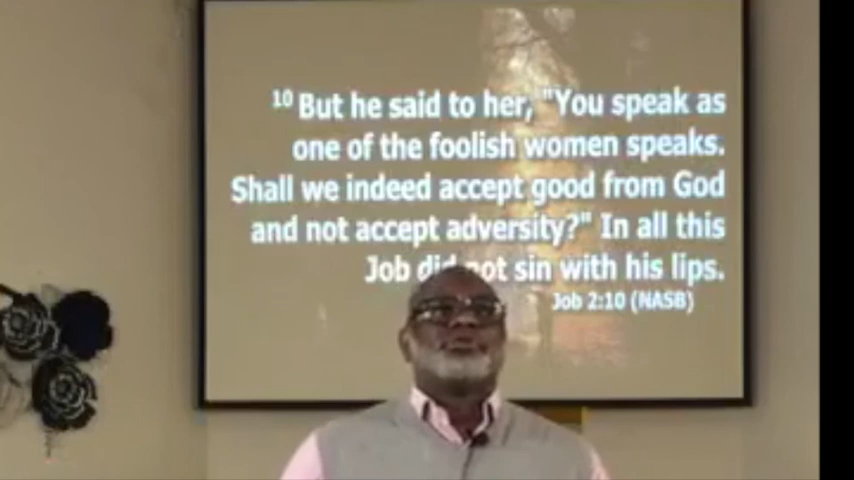 10 But he said to her, "You speak as
one of the foolish women speaks.
Shall we indeed accept good from God
and not accept adversity?" In all this
Job did not sin with his lips.
Job 2:10 (NASB)